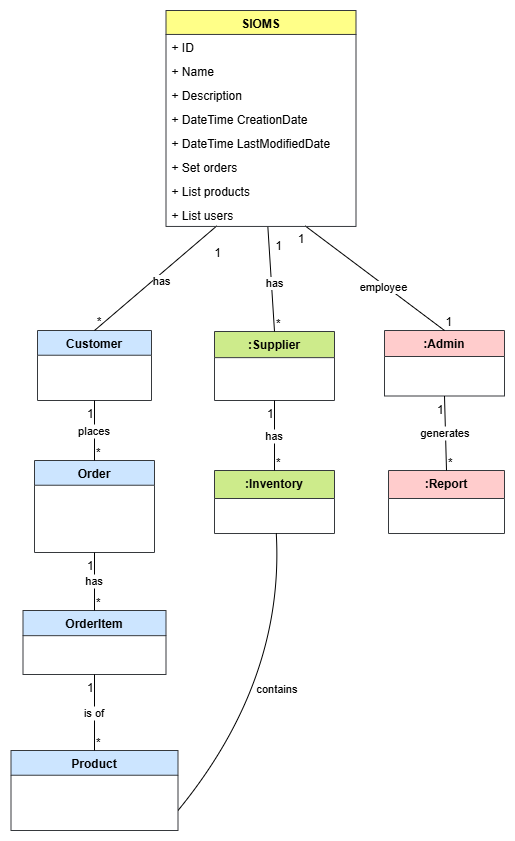 SIOMS
+ ID
+ Name
+ Description
+ DateTime CreationDate
+ DateTime LastModifiedDate
+ Set orders
+ List products
+ List users
1
1
1
has
has
employee
*
*
1
Customer
:Supplier
:Admin
1
1
1
places
has
generates
*
*
*
Order
:Inventory
:Report
1
has
*
OrderItem
1
contains
is of
*
Product